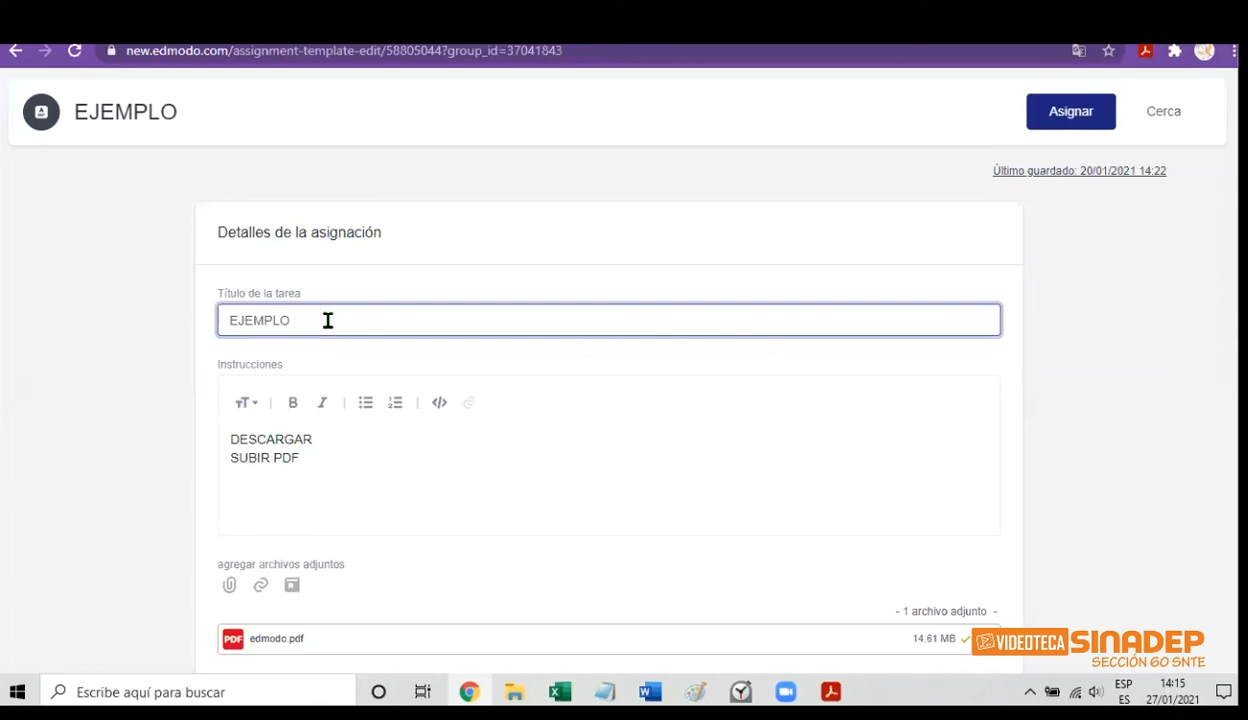 new.edmodo.com/assignment-template-edit/58805044?group_id=37041843
EJEMPLO
Asignar
Cerca
Último guardado: 20/01/2021 14:22
Detalles de la asignación
Título de la tarea
EJEMPLO
Instrucciones
TT
B
I
DESCARGAR
SUBIR PDF
agregar archivos adjuntos
- 1 archivo adjunto -
PDF
edmodo.pdf
14,61 MB
VIDEOTECA SINADEP
SECCIÓN 60 SNTE
Escribe aquí para buscar
ESP
ES
14:15
27/01/2021